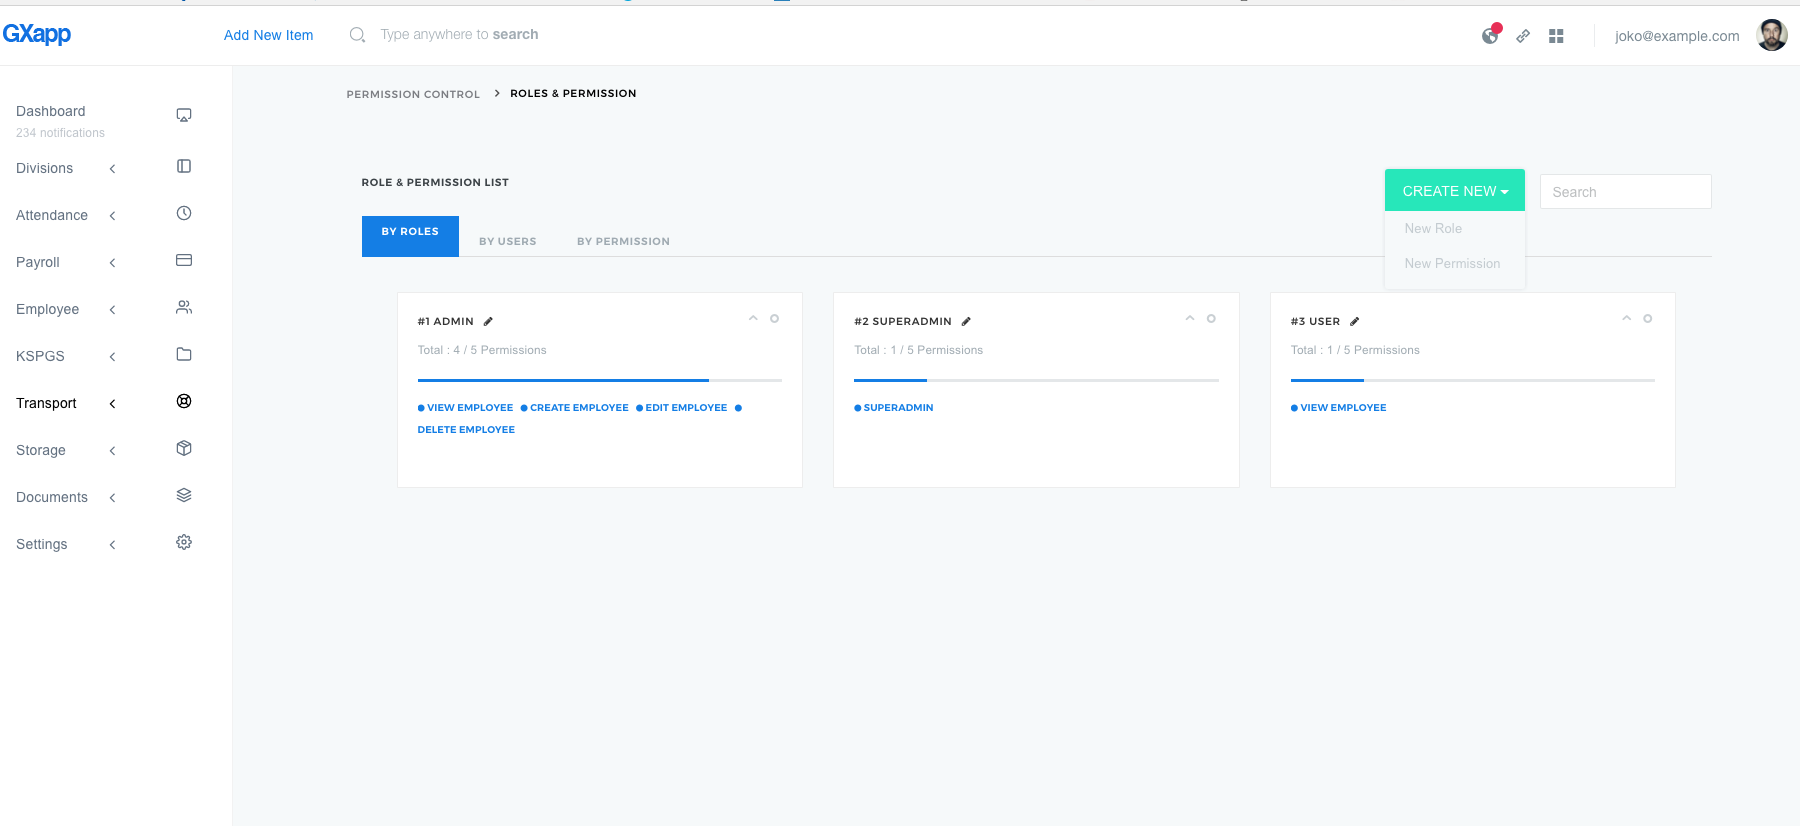 GXapp
Add New Item
Type anywhere to search
joko@example.com
Dashboard
234 notifications
Divisions
Attendance
Payroll
Employee
KSPGS
Transport
Storage
Documents
Settings
PERMISSION CONTROL > ROLES & PERMISSION
ROLE & PERMISSION LIST
CREATE NEW
Search
New Role
New Permission
BY ROLES
BY USERS
BY PERMISSION
#1 ADMIN
Total : 4 / 5 Permissions
VIEW EMPLOYEE CREATE EMPLOYEE EDIT EMPLOYEE
DELETE EMPLOYEE
#2 SUPERADMIN
Total : 1 / 5 Permissions
SUPERADMIN
#3 USER
Total : 1 / 5 Permissions
VIEW EMPLOYEE